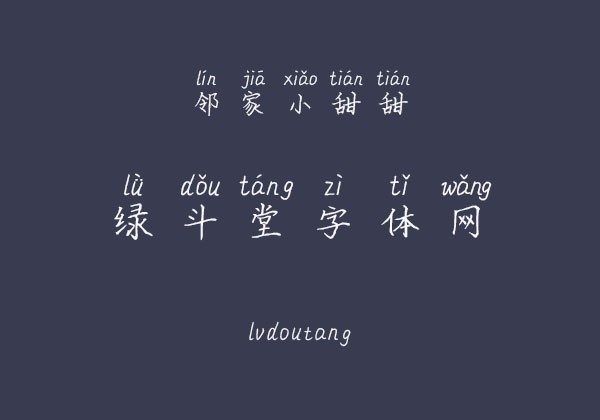 lín jiā xiǎo tián tián
邻家小甜甜
lǜ dǒu táng zì tǐ wǎng
绿斗堂字体网
lvdoutang